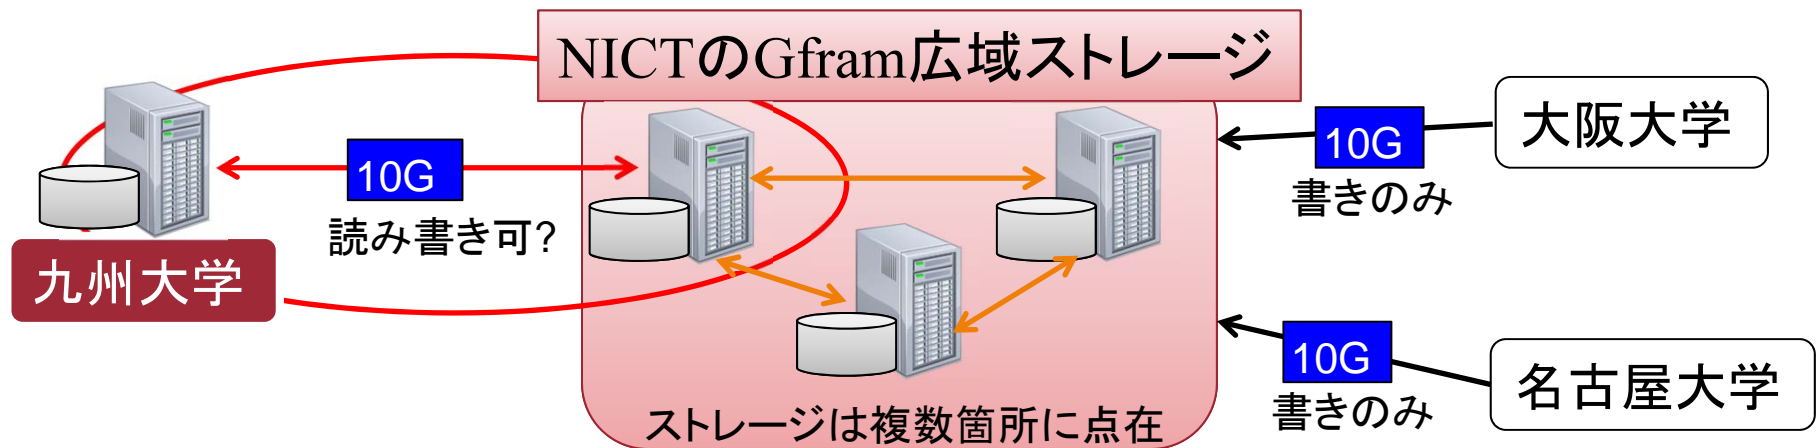 NICTのGfram広域ストレージ
10G
読み書き可?
九州大学
ストレージは複数箇所に点在
10G
書きのみ
大阪大学
10G
書きのみ
名古屋大学